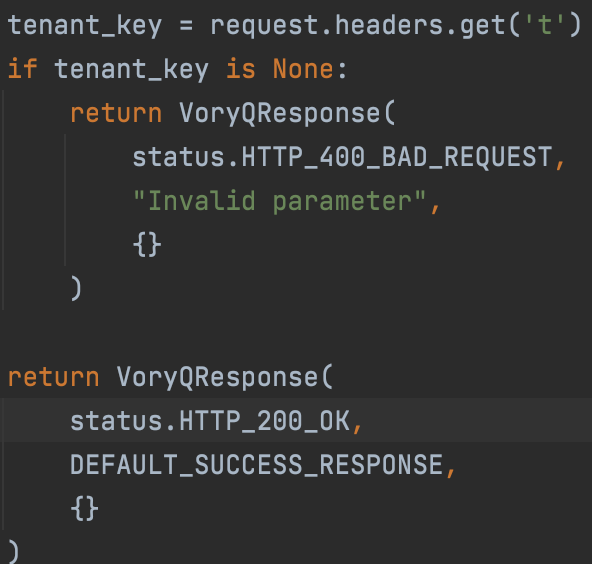 tenant_key = request.headers.get('t')
if tenant_key is None:
    return VoryQResponse(
        status.HTTP_400_BAD_REQUEST,
        "Invalid parameter",
        {}
    )

return VoryQResponse(
    status.HTTP_200_OK,
    DEFAULT_SUCCESS_RESPONSE,
    {}
)